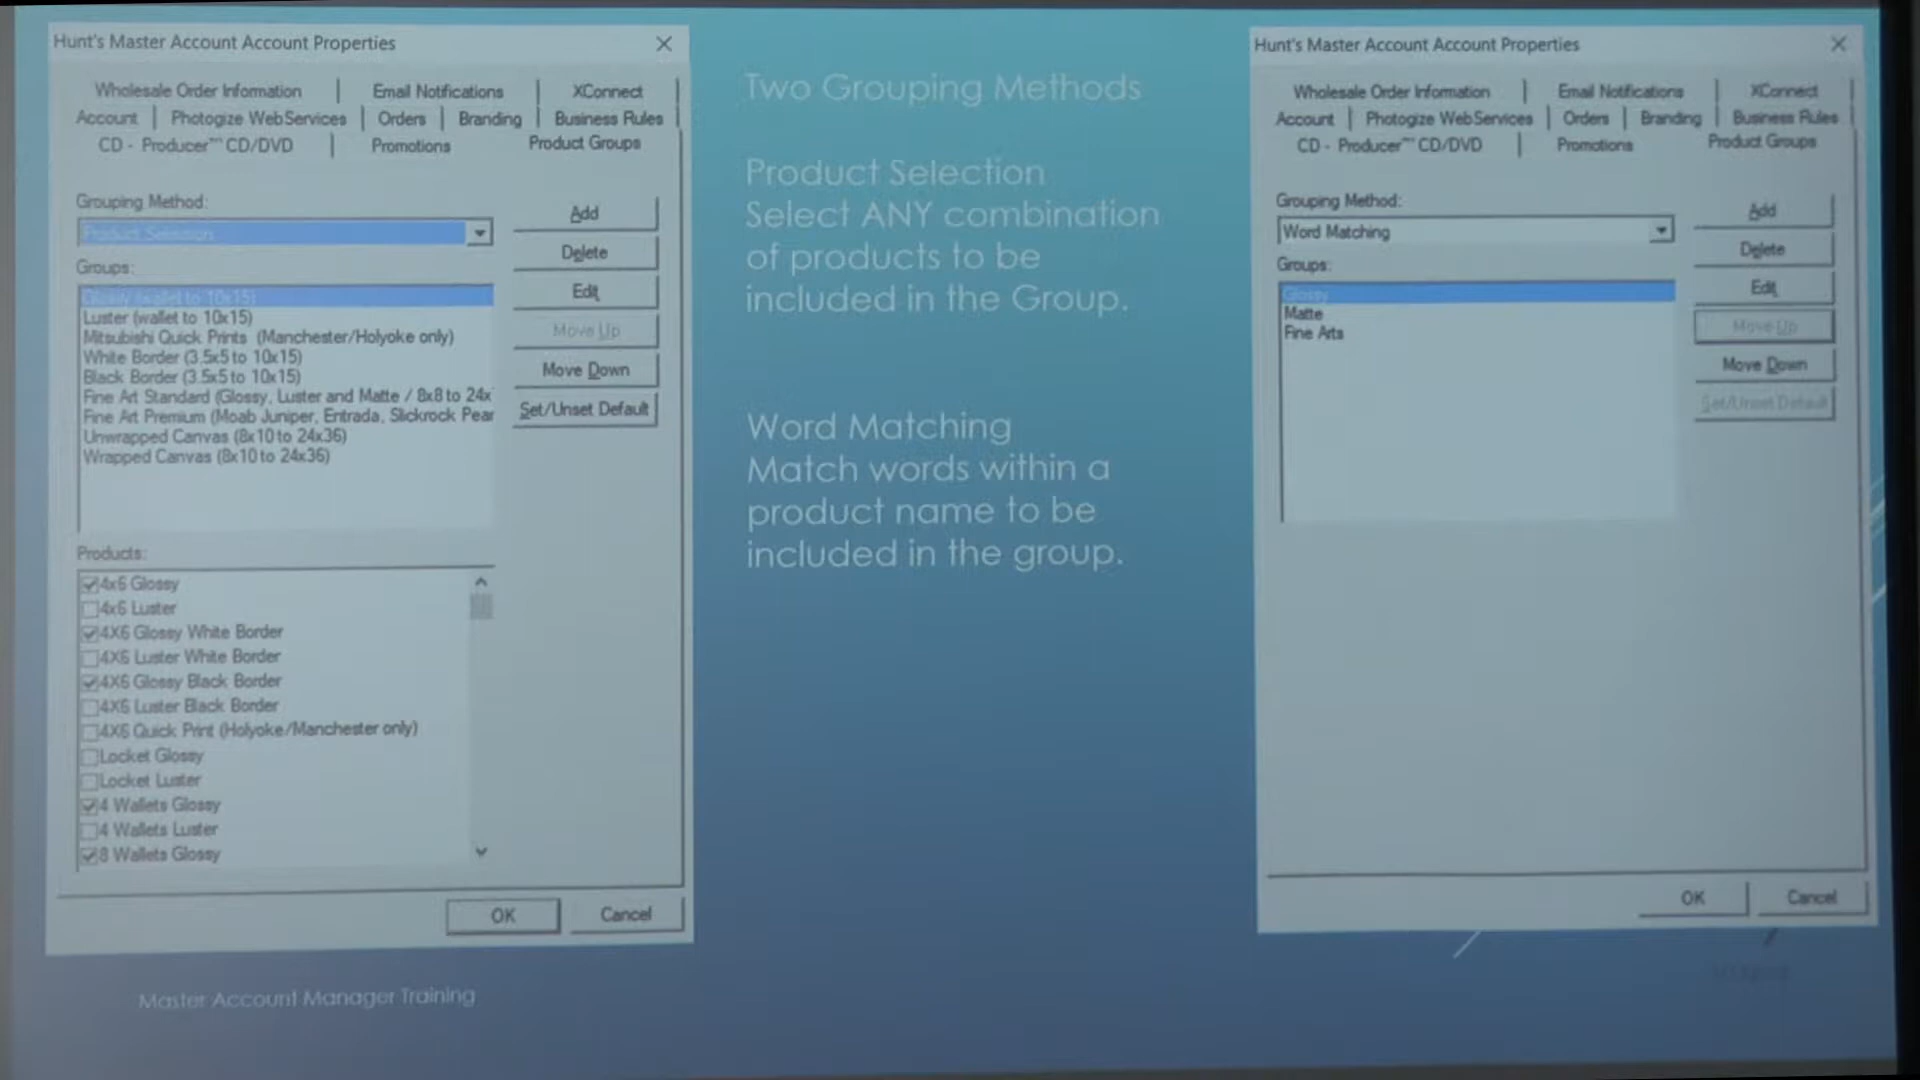 Hunt's Master Account Account Properties
Wholesale Order Information
Email Notifications
XConnect
Account
Photogize WebServices
Orders
Branding
Business Rules
CD - Producer™ CD/DVD
Promotions
Product Groups
Grouping Method:
Product Selection
Groups:
Glossy (wallet to 10x15)
Luster (wallet to 10x15)
Mitsubishi Quick Prints (Manchester/Holyoke only)
White Border (3.5x5 to 10x15)
Black Border (3.5x5 to 10x15)
Fine Art Standard (Glossy, Luster and Matte / 8x8 to 24x
Fine Art Premium (Moab Juniper, Entrada, Slickrock Pear
Unwrapped Canvas (8x10 to 24x36)
Wrapped Canvas (8x10 to 24x36)
Add
Delete
Edit
Move Up
Move Down
Set/Unset Default
Products:
4x6 Glossy
4x6 Luster
4X6 Glossy White Border
4X6 Luster White Border
4X6 Glossy Black Border
4X6 Luster Black Border
4X6 Quick Print (Holyoke/Manchester only)
Locket Glossy
Locket Luster
4 Wallets Glossy
4 Wallets Luster
8 Wallets Glossy
OK
Cancel
Two Grouping Methods
Product Selection
Select ANY combination
of products to be
included in the Group.
Word Matching
Match words within a
product name to be
included in the group.
Hunt's Master Account Account Properties
Wholesale Order Information
Email Notifications
XConnect
Account
Photogize WebServices
Orders
Branding
Business Rules
CD - Producer™ CD/DVD
Promotions
Product Groups
Grouping Method:
Word Matching
Groups:
Glossy
Matte
Fine Arts
Add
Delete
Edit
Move Up
Move Down
Set/Unset Default
OK
Cancel
Master Account Manager Training